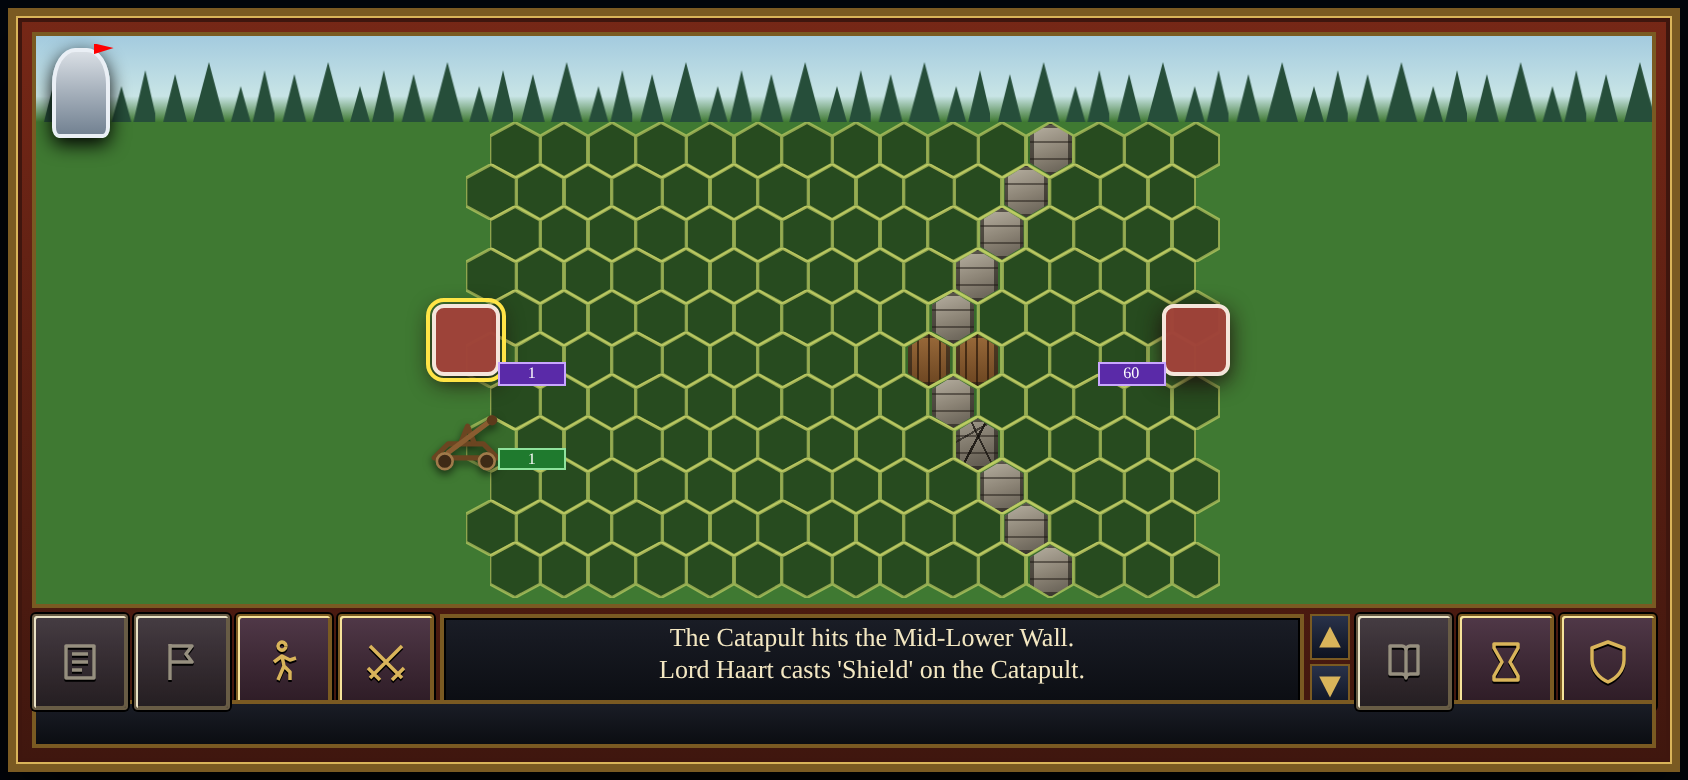 1
60
1
The Catapult hits the Mid-Lower Wall.
Lord Haart casts 'Shield' on the Catapult.